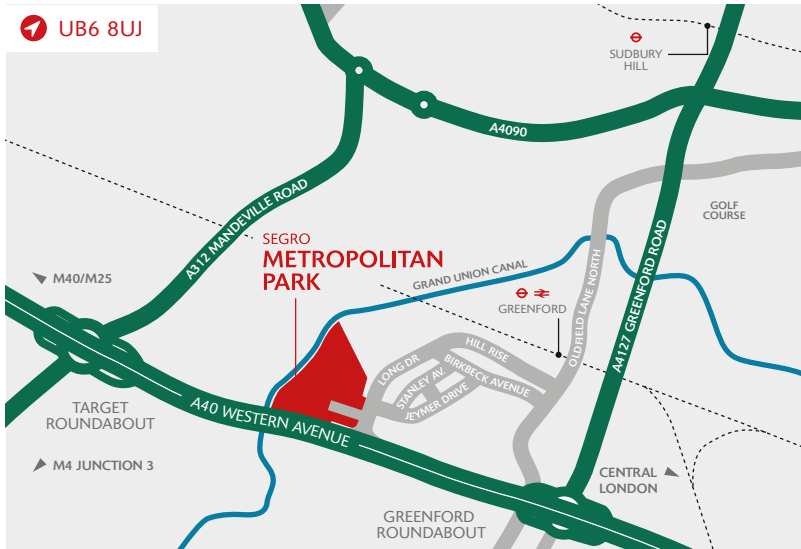 UB6 8UJ
SUDBURY
HILL
A4090
A312 MANDEVILLE ROAD
GOLF
COURSE
SEGRO
METROPOLITAN
PARK
M40/M25
GRAND UNION CANAL
GREENFORD
OLDFIELD LANE NORTH
A4127 GREENFORD ROAD
HILL RISE
LONG DR
BIRKBECK AVENUE
STANLEY AV.
JEYMER DRIVE
TARGET
ROUNDABOUT
A40 WESTERN AVENUE
M4 JUNCTION 3
CENTRAL
LONDON
GREENFORD
ROUNDABOUT